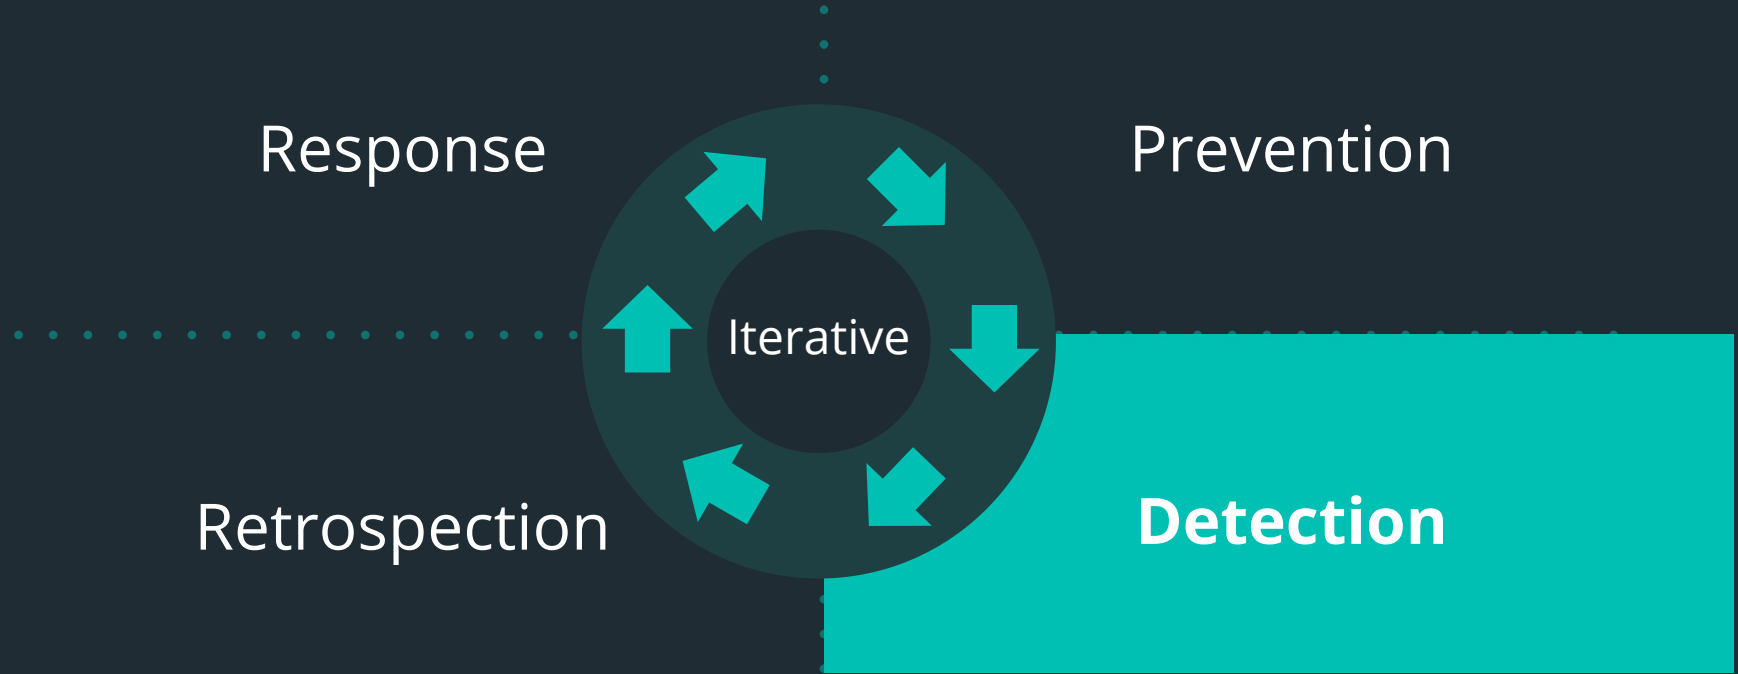 Response
Prevention
Iterative
Retrospection
Detection